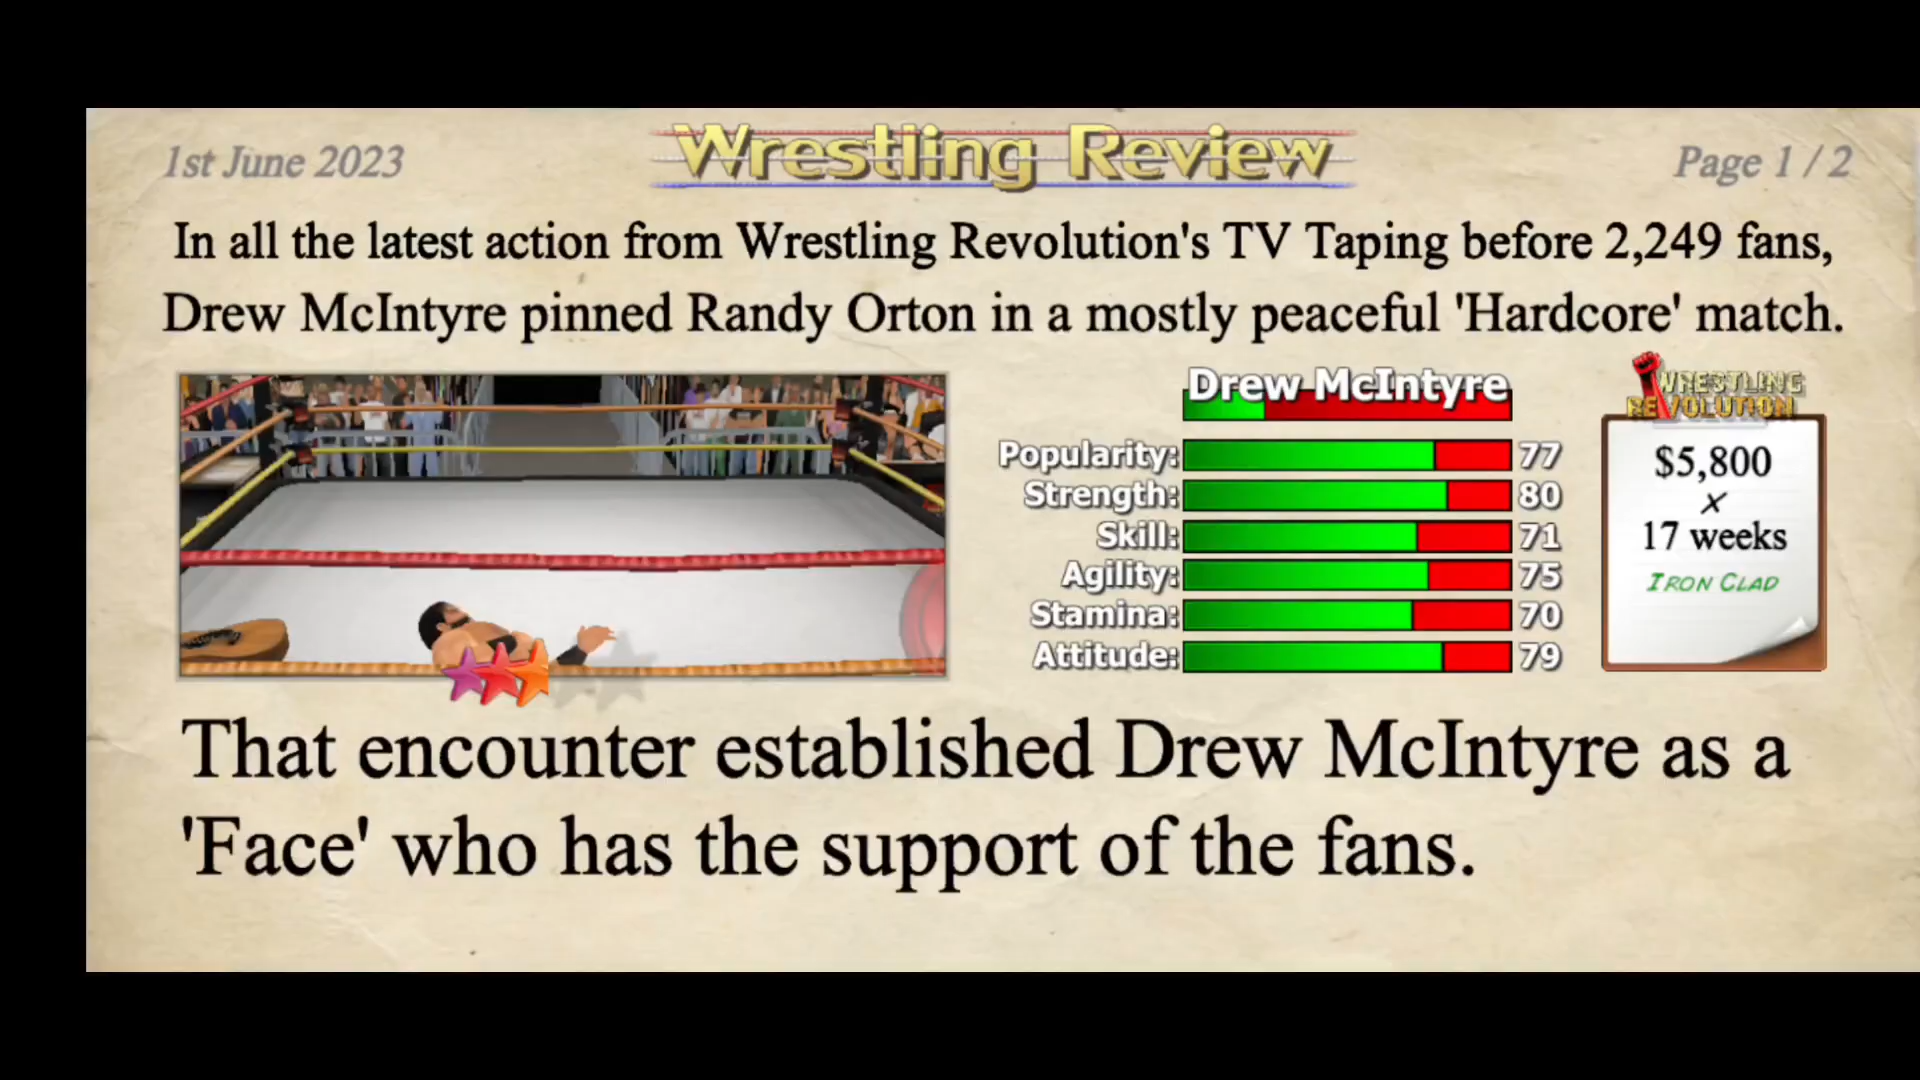 1st June 2023
Wrestling Review
Page 1 / 2
In all the latest action from Wrestling Revolution's TV Taping before 2,249 fans,
Drew McIntyre pinned Randy Orton in a mostly peaceful 'Hardcore' match.
Drew McIntyre
Popularity: 77
Strength: 80
Skill: 71
Agility: 75
Stamina: 70
Attitude: 79
WRESTLING
REVOLUTION
$5,800
x
17 weeks
IRON CLAD
That encounter established Drew McIntyre as a
'Face' who has the support of the fans.